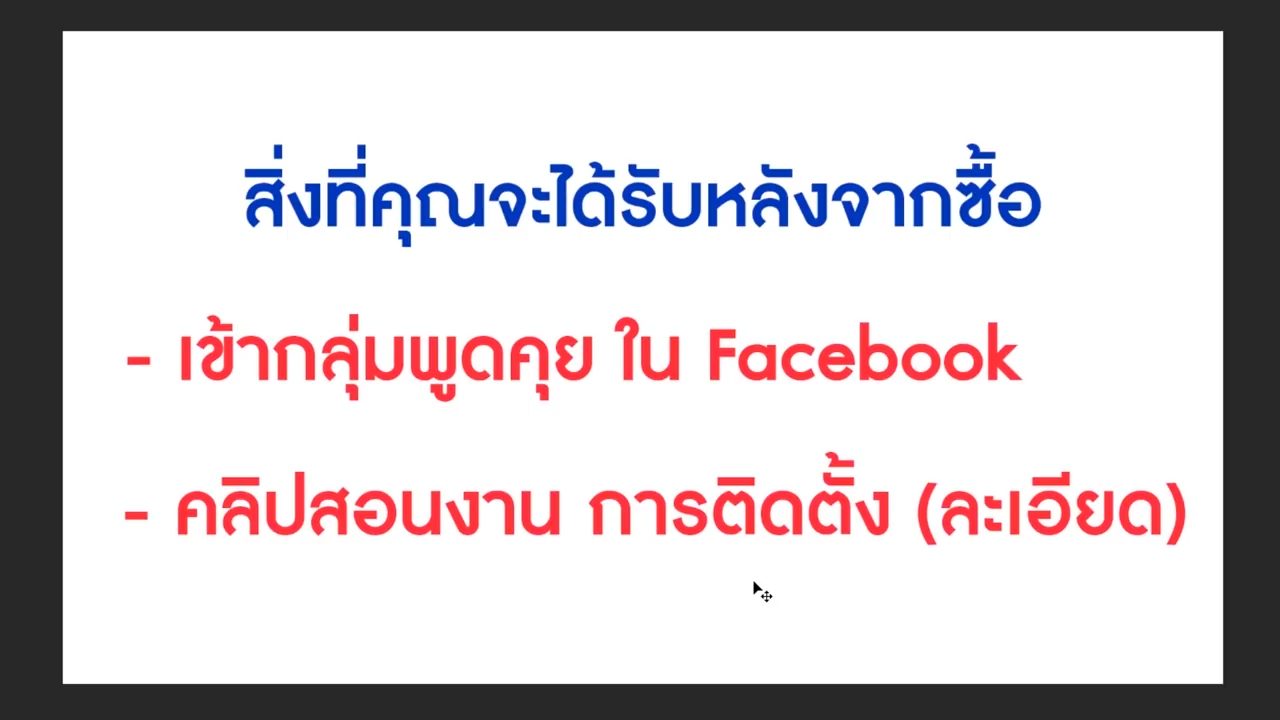 สิ่งที่คุณจะได้รับหลังจากซื้อ
- เข้ากลุ่มพูดคุย ใน Facebook
- คลิปสอนงาน การติดตั้ง (ละเอียด)